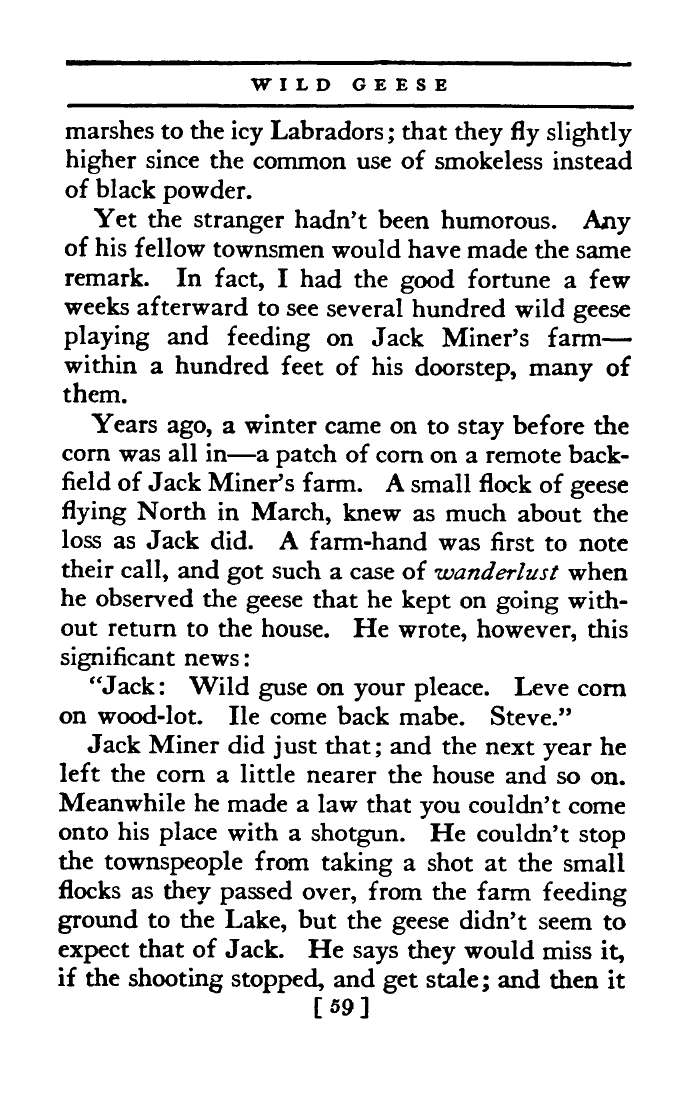 WILD GEESE
marshes to the icy Labradors; that they fly slightly
higher since the common use of smokeless instead
of black powder.
Yet the stranger hadn't been humorous. Any
of his fellow townsmen would have made the same
remark. In fact, I had the good fortune a few
weeks afterward to see several hundred wild geese
playing and feeding on Jack Miner's farm—
within a hundred feet of his doorstep, many of
them.
Years ago, a winter came on to stay before the
corn was all in—a patch of corn on a remote back-
field of Jack Miner's farm. A small flock of geese
flying North in March, knew as much about the
loss as Jack did. A farm-hand was first to note
their call, and got such a case of wanderlust when
he observed the geese that he kept on going with-
out return to the house. He wrote, however, this
significant news:
"Jack: Wild guse on your pleace. Leve corn
on wood-lot. Ile come back mabe. Steve."
Jack Miner did just that; and the next year he
left the corn a little nearer the house and so on.
Meanwhile he made a law that you couldn't come
onto his place with a shotgun. He couldn't stop
the townspeople from taking a shot at the small
flocks as they passed over, from the farm feeding
ground to the Lake, but the geese didn't seem to
expect that of Jack. He says they would miss it,
if the shooting stopped, and get stale; and then it
[ 59 ]